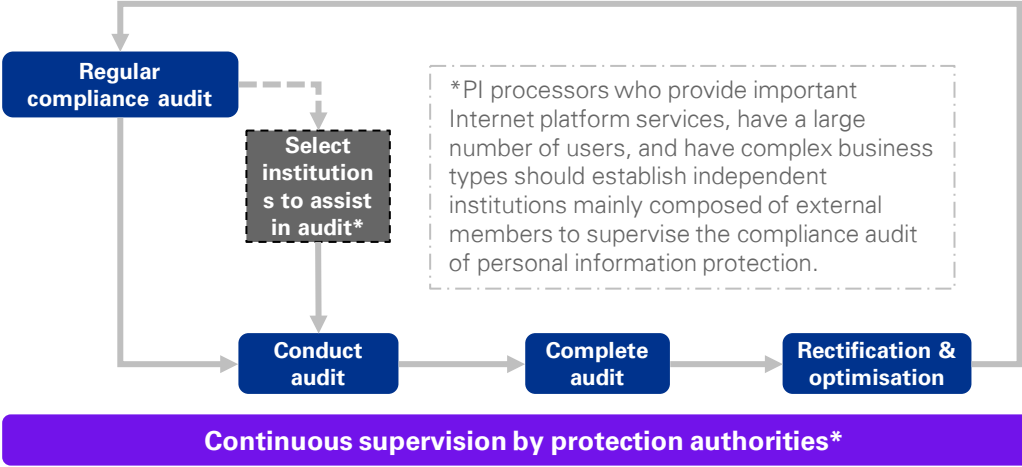 Regular
compliance audit
*PI processors who provide important
Internet platform services, have a large
number of users, and have complex business
types should establish independent
institutions mainly composed of external
members to supervise the compliance audit
of personal information protection.
Select
institution
s to assist
in audit*
Conduct
audit
Complete
audit
Rectification &
optimisation
Continuous supervision by protection authorities*